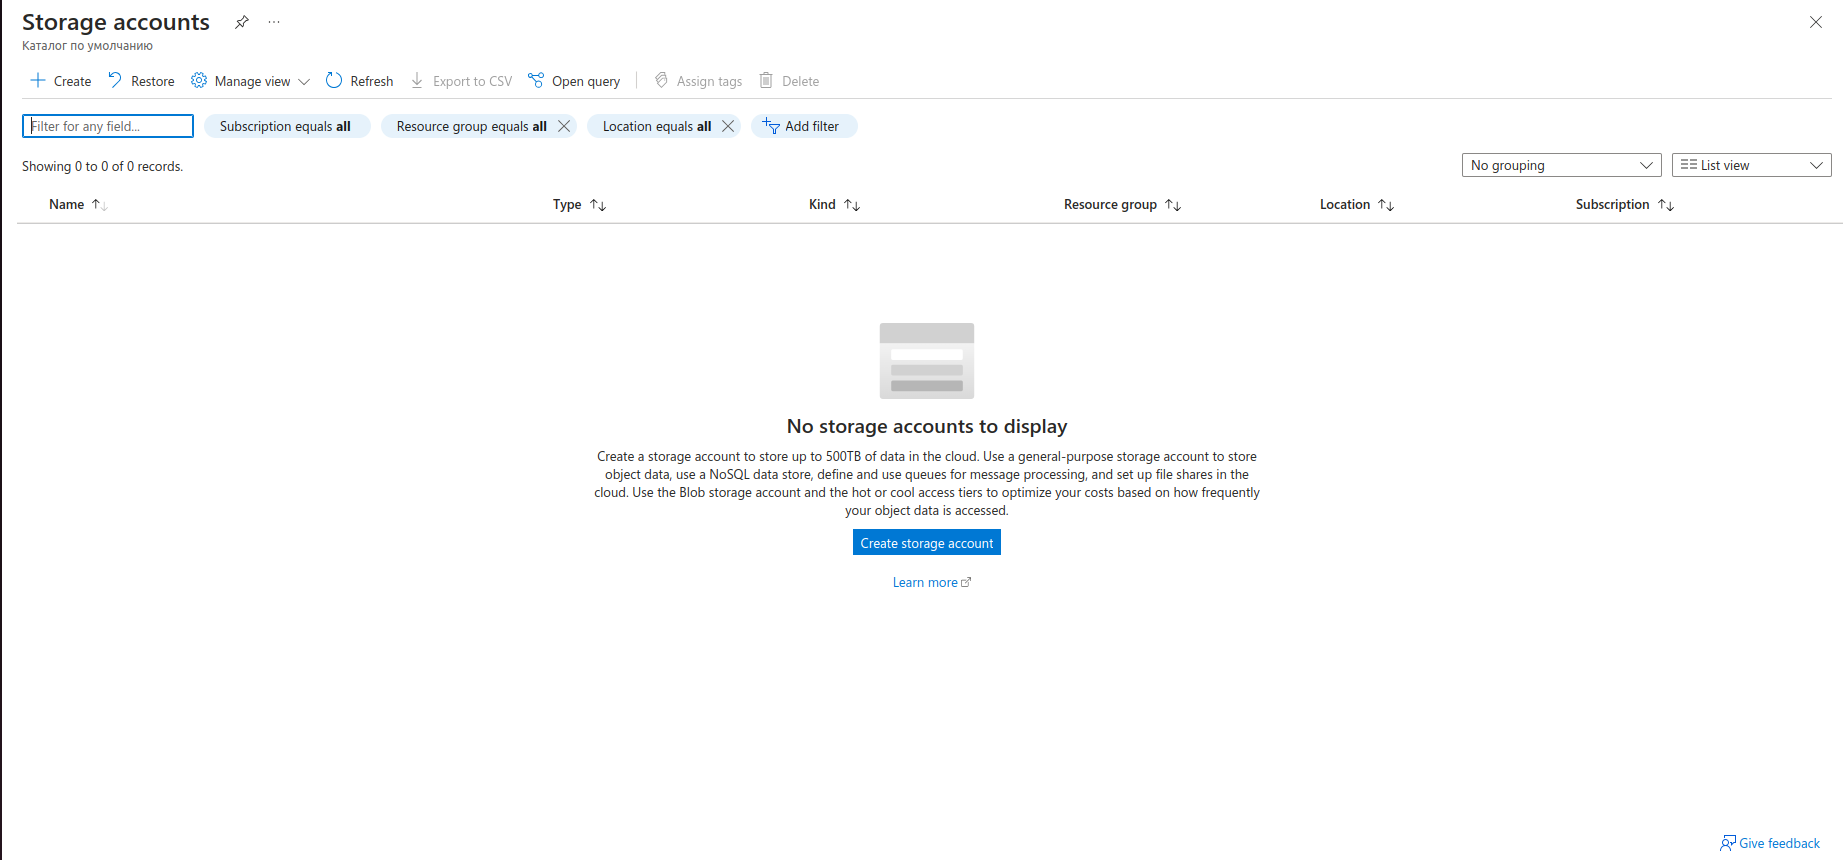 Storage accounts
Каталог по умолчанию
Create Restore Manage view Refresh Export to CSV Open query Assign tags Delete
Filter for any field... Subscription equals all Resource group equals all Location equals all Add filter
Showing 0 to 0 of 0 records. No grouping List view
Name Type Kind Resource group Location Subscription
No storage accounts to display
Create a storage account to store up to 500TB of data in the cloud. Use a general-purpose storage account to store
object data, use a NoSQL data store, define and use queues for message processing, and set up file shares in the
cloud. Use the Blob storage account and the hot or cool access tiers to optimize your costs based on how frequently
your object data is accessed.
Create storage account
Learn more
Give feedback